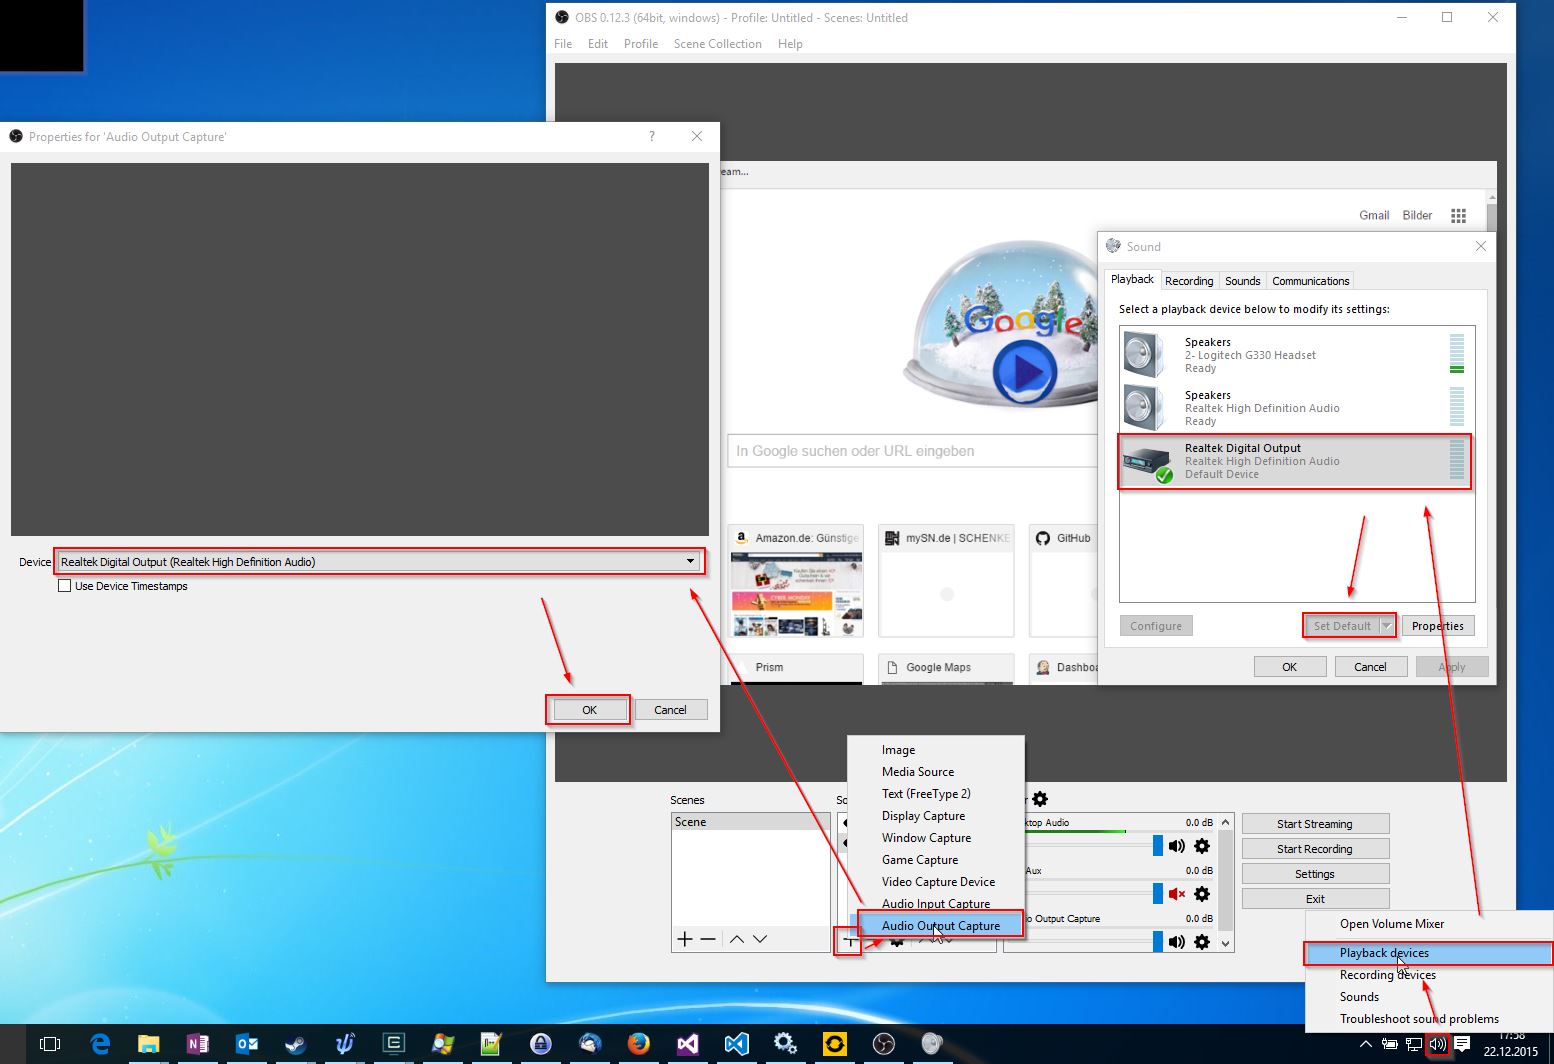 OBS 0.12.3 (64bit, windows) - Profile: Untitled - Scenes: Untitled
File Edit Profile Scene Collection Help
Properties for 'Audio Output Capture'
?
Device
Realtek Digital Output (Realtek High Definition Audio)
Use Device Timestamps
OK Cancel
eam...
Gmail Bilder
Google
In Google suchen oder URL eingeben
Amazon.de: Günstige
mySN.de | SCHENKE
GitHub
Prism
Google Maps
Dashboa
Sound
Playback Recording Sounds Communications
Select a playback device below to modify its settings:
Speakers
2- Logitech G330 Headset
Ready
Speakers
Realtek High Definition Audio
Ready
Realtek Digital Output
Realtek High Definition Audio
Default Device
Configure Set Default Properties
OK Cancel Apply
Image
Media Source
Text (FreeType 2)
Display Capture
Window Capture
Game Capture
Video Capture Device
Audio Input Capture
Audio Output Capture
Scenes
Scene
So
r
ktop Audio 0.0 dB
Aux 0.0 dB
o Output Capture 0.0 dB
Start Streaming
Start Recording
Settings
Exit
Open Volume Mixer
Playback devices
Recording devices
Sounds
Troubleshoot sound problems
17:58
22.12.2015